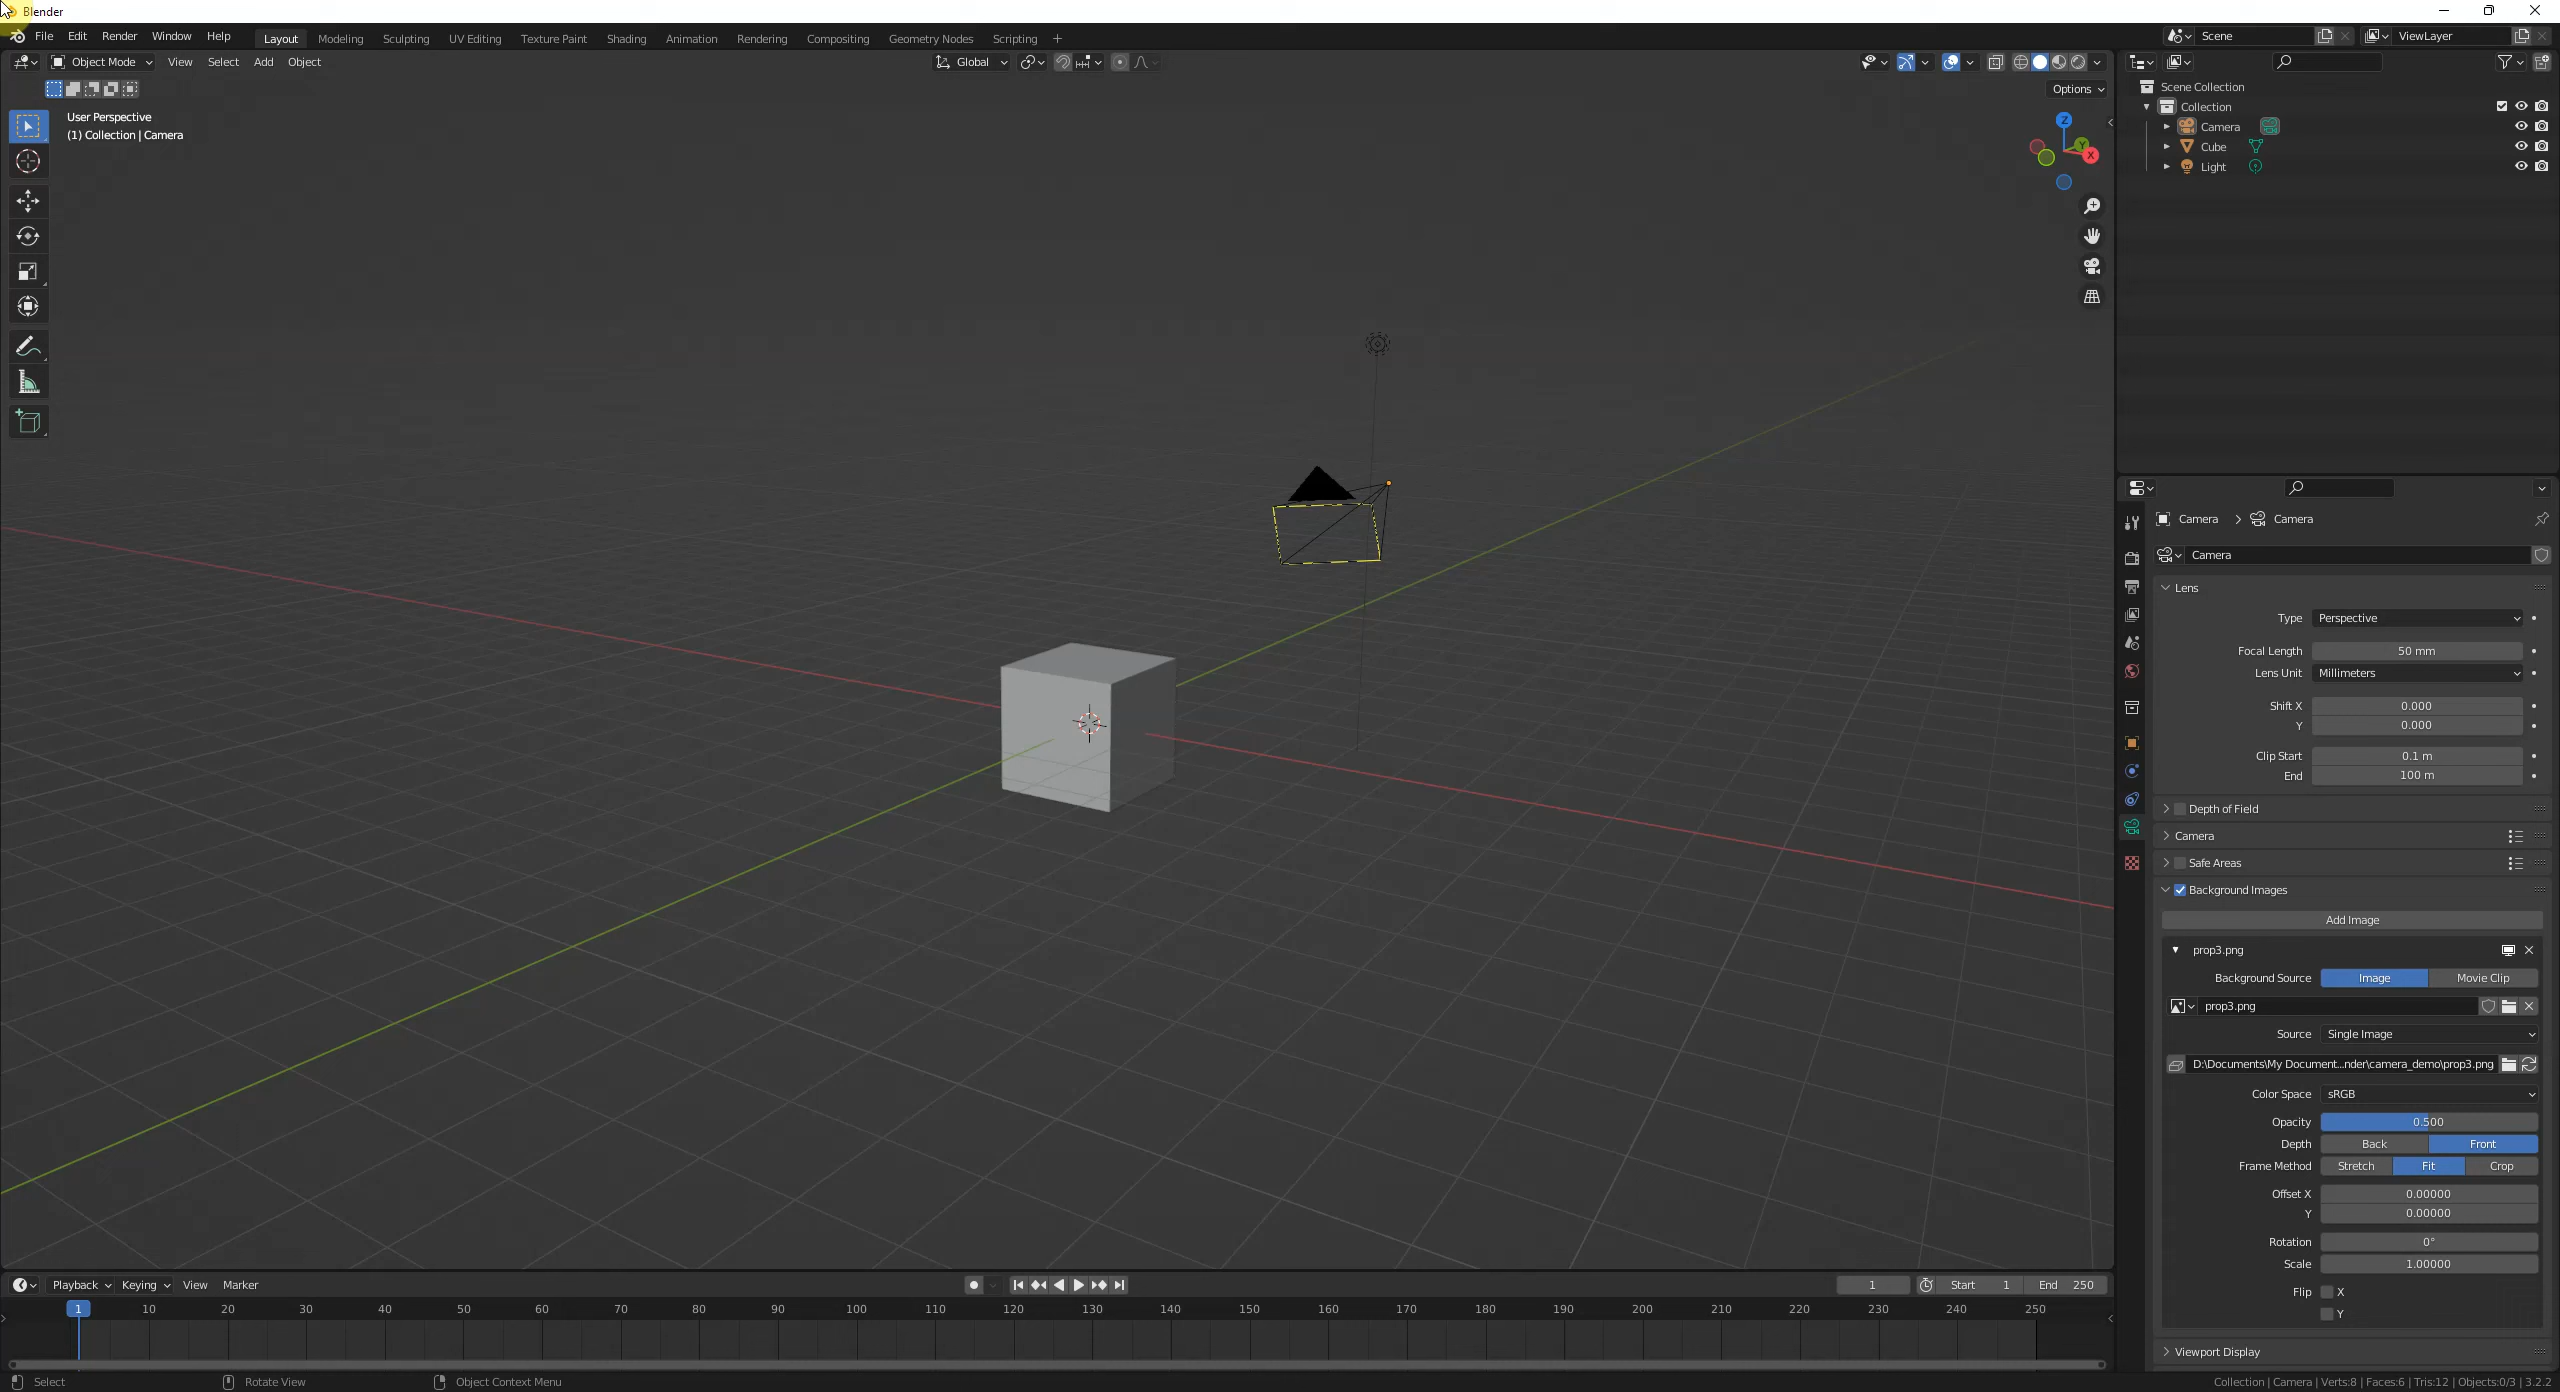 Blender
File Edit Render Window Help Layout Modeling Sculpting UV Editing Texture Paint Shading Animation Rendering Compositing Geometry Nodes Scripting + Scene ViewLayer
Object Mode View Select Add Object Global
Options
User Perspective
(1) Collection | Camera
Z
Y
X
Scene Collection
Collection
Camera
Cube
Light
Camera > Camera
Camera
Lens
Type Perspective
Focal Length 50 mm
Lens Unit Millimeters
Shift X 0.000
Y 0.000
Clip Start 0.1 m
End 100 m
Depth of Field
Camera
Safe Areas
Background Images
Add Image
prop3.png
Background Source Image Movie Clip
prop3.png
Source Single Image
D:\Documents\My Document...nder\camera_demo\prop3.png
Color Space sRGB
Opacity 0.500
Depth Back Front
Frame Method Stretch Fit Crop
Offset X 0.00000
Y 0.00000
Rotation 0°
Scale 1.00000
Flip X
Y
Viewport Display
Playback Keying View Marker 1 Start 1 End 250
1 10 20 30 40 50 60 70 80 90 100 110 120 130 140 150 160 170 180 190 200 210 220 230 240 250
Select Rotate View Object Context Menu Collection | Camera | Verts:8 | Faces:6 | Tris:12 | Objects:0/3 | 3.2.2